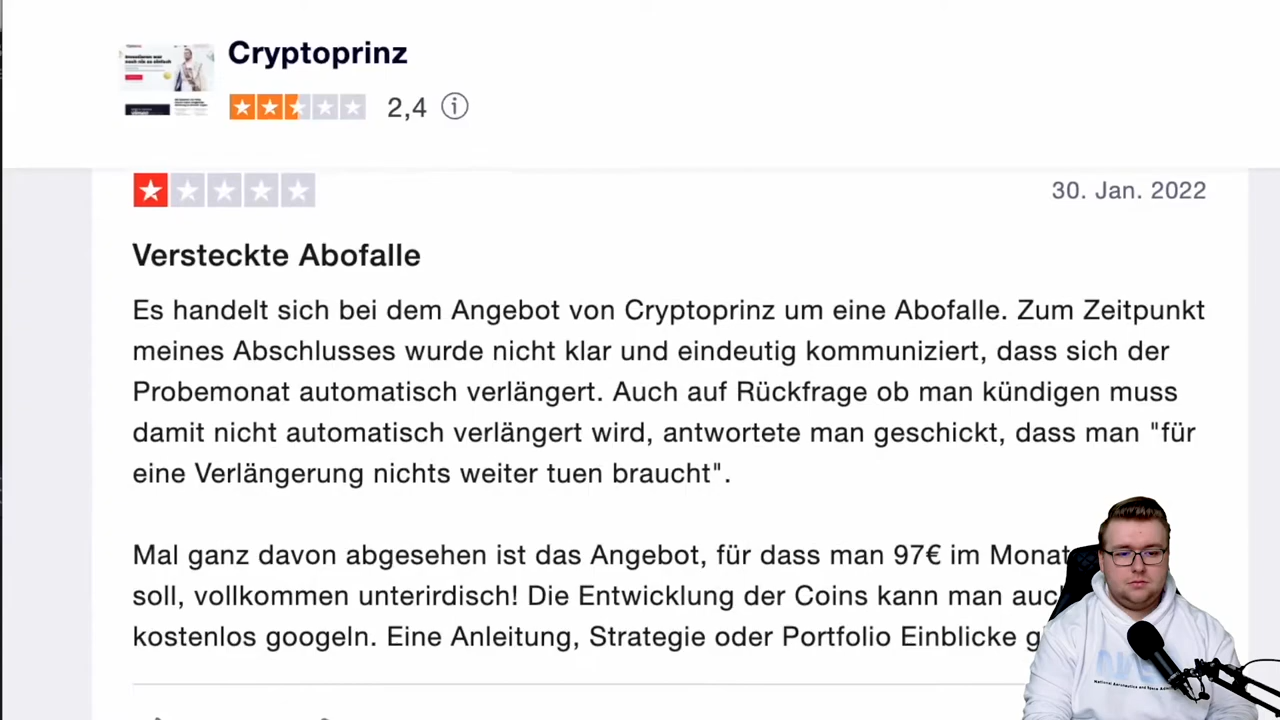 Cryptoprinz
2,4
30. Jan. 2022
Versteckte Abofalle
Es handelt sich bei dem Angebot von Cryptoprinz um eine Abofalle. Zum Zeitpunkt
meines Abschlusses wurde nicht klar und eindeutig kommuniziert, dass sich der
Probemonat automatisch verlängert. Auch auf Rückfrage ob man kündigen muss
damit nicht automatisch verlängert wird, antwortete man geschickt, dass man "für
eine Verlängerung nichts weiter tuen braucht".
Mal ganz davon abgesehen ist das Angebot, für dass man 97€ im Monat
soll, vollkommen unterirdisch! Die Entwicklung der Coins kann man
kostenlos googeln. Eine Anleitung, Strategie oder Portfolio Einblicke